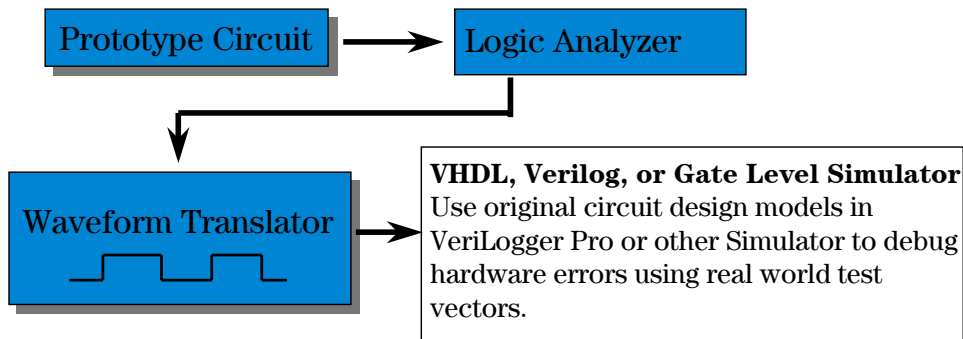 Prototype Circuit
Logic Analyzer
Waveform Translator
VHDL, Verilog, or Gate Level Simulator
Use original circuit design models in
VeriLogger Pro or other Simulator to debug
hardware errors using real world test
vectors.